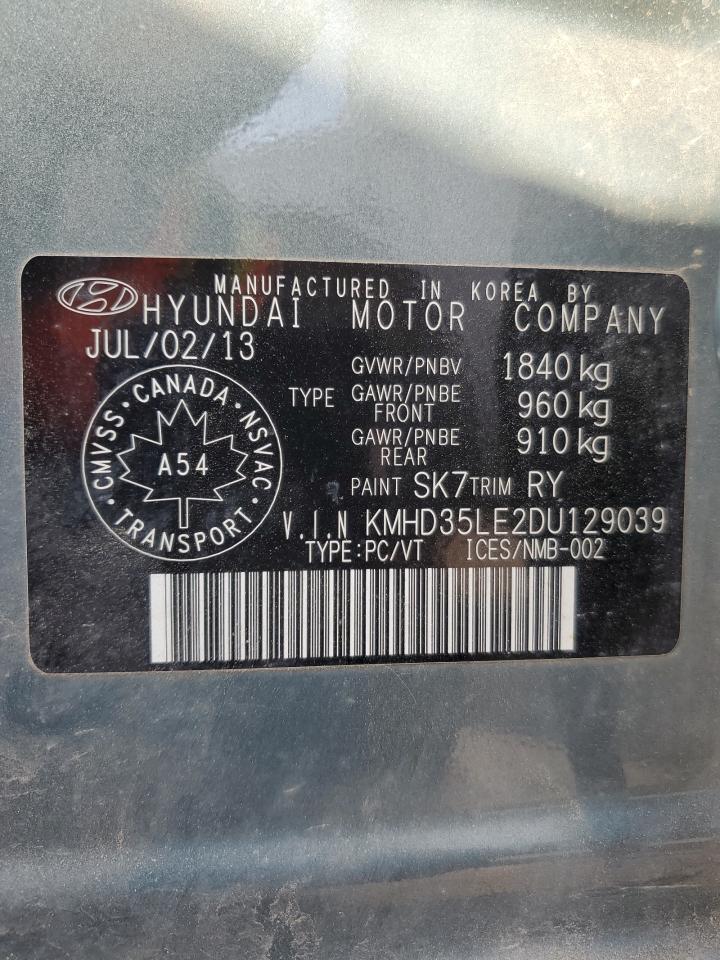 MANUFACTURED IN KOREA BY
HYUNDAI MOTOR COMPANY
JUL/02/13
GVWR/PNBV 1840 kg
TYPE GAWR/PNBE FRONT 960 kg
GAWR/PNBE REAR 910 kg
PAINT SK7 TRIM RY
CMVSS · CANADA · NSVAC · TRANSPORT ·
A54
V.I.N KMHD35LE2DU129039
TYPE:PC/VT ICES/NMB-002